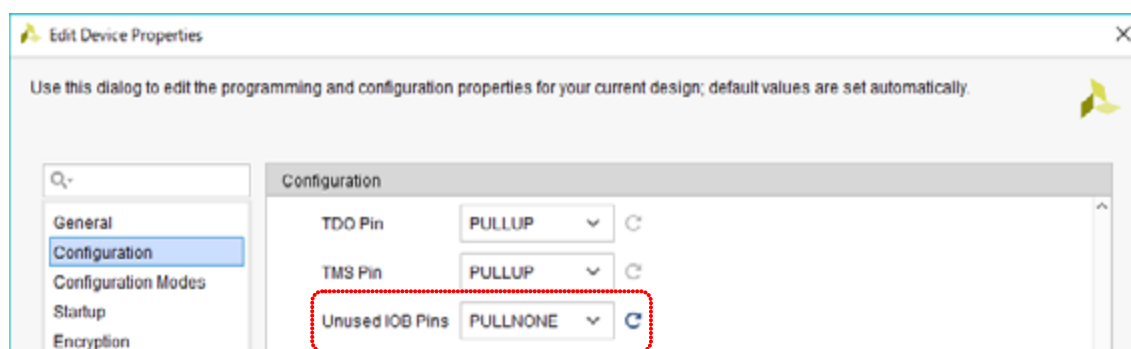 Edit Device Properties
Use this dialog to edit the programming and configuration properties for your current design; default values are set automatically.
Configuration
General
TDO Pin PULLUP
Configuration
Configuration Modes
TMS Pin PULLUP
Startup
Unused IOB Pins PULLNONE
Encryption